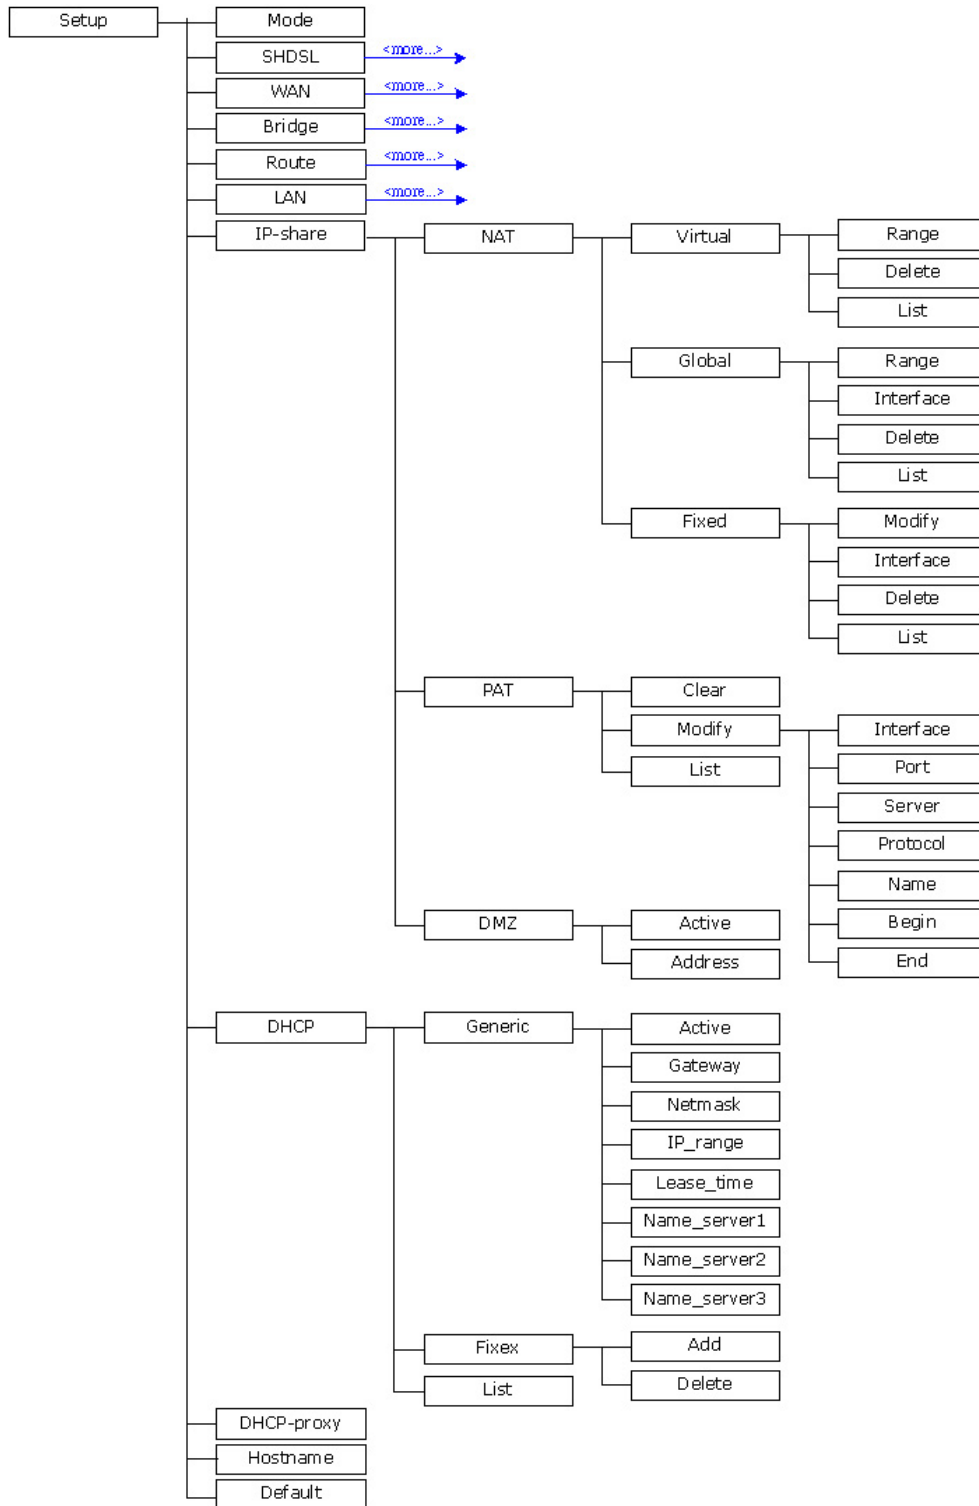 Setup
Mode
SHDSL
<more...>
WAN
<more...>
Bridge
<more...>
Route
<more...>
LAN
<more...>
IP-share
NAT
Virtual
Range
Delete
List
Global
Range
Interface
Delete
List
Fixed
Modify
Interface
Delete
List
PAT
Clear
Modify
Interface
List
Port
Server
Protocol
Name
Begin
End
DMZ
Active
Address
DHCP
Generic
Active
Gateway
Netmask
IP_range
Lease_time
Name_server1
Name_server2
Name_server3
Fixex
Add
Delete
List
DHCP-proxy
Hostname
Default